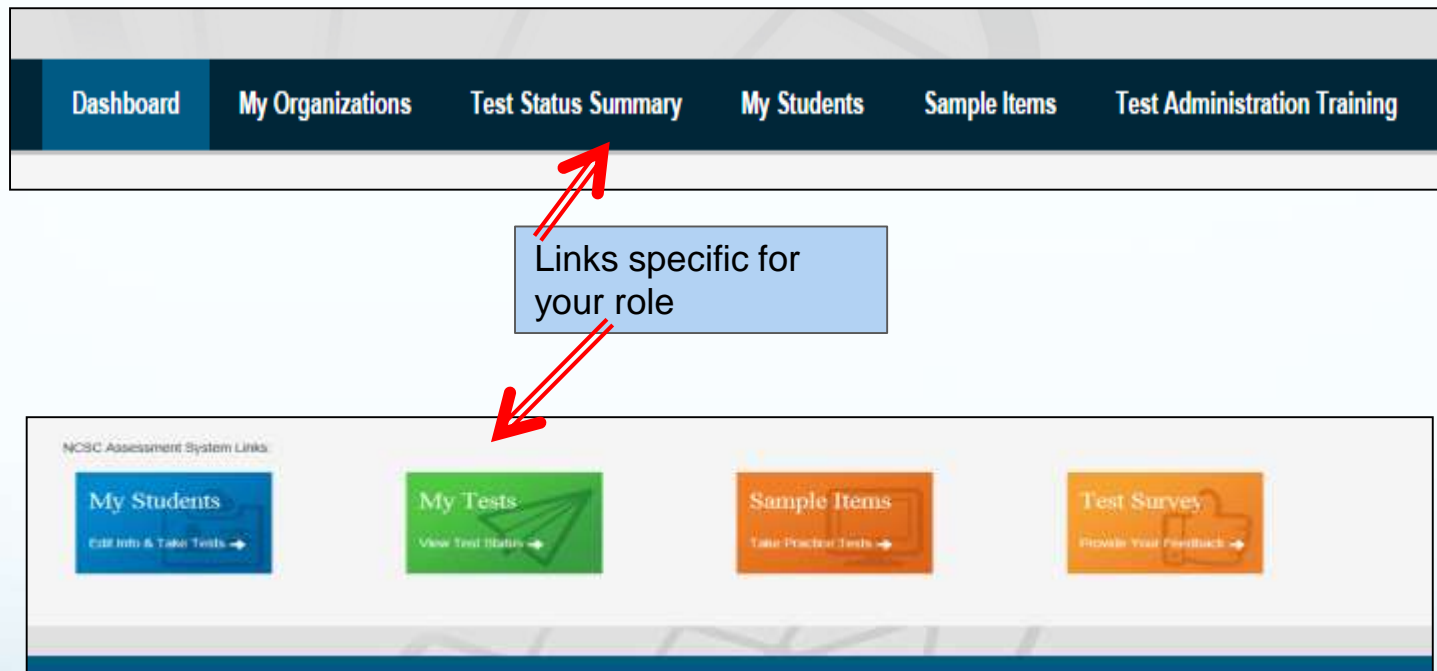 Dashboard My Organizations Test Status Summary My Students Sample Items Test Administration Training
Links specific for
your role
NCSC Assessment System Links:
My Students My Tests Sample Items Test Survey
Edit Info & Take Tests View Test Status Take Practice Tests Provide Your Feedback